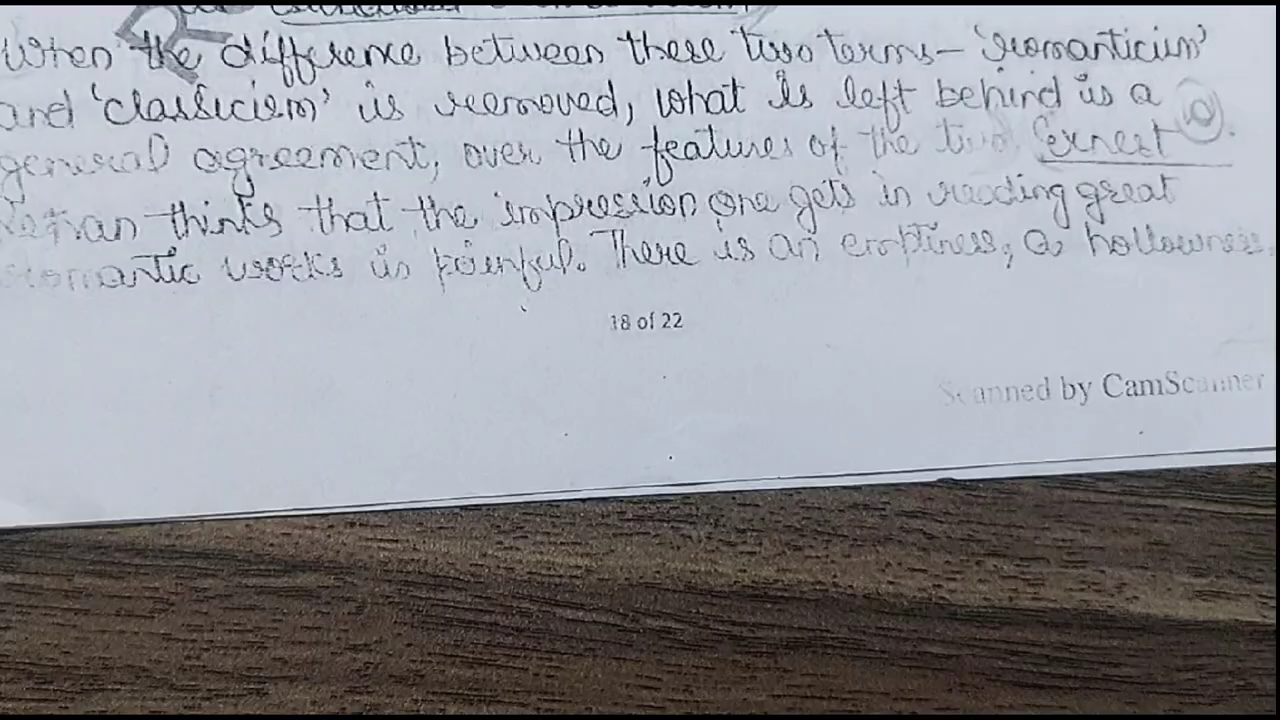 When the difference between these two terms - 'romanticism'
and 'classicism' is removed, what is left behind is a
general agreement, over the features of the two. Ernest
Renan thinks that the impression one gets in reading great
romantic works is painful. There is an emptiness, a hollowness
18 of 22
Scanned by CamScanner